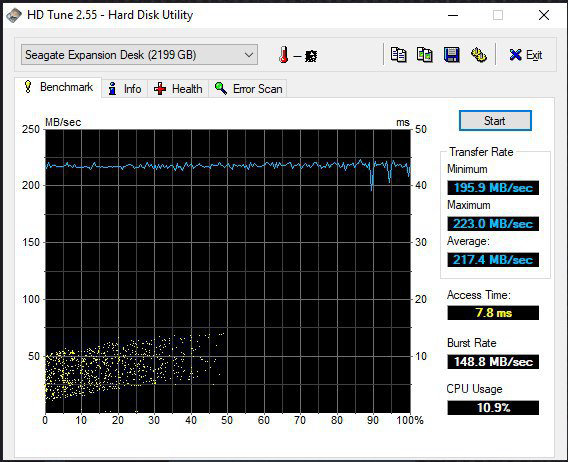 HD Tune 2.55 - Hard Disk Utility
Seagate Expansion Desk (2199 GB)
–
Exit
Benchmark Info Health Error Scan
MB/sec ms
250 50
200 40
150 30
100 20
50 10
0 10 20 30 40 50 60 70 80 90 100%
Start
Transfer Rate
Minimum
195.9 MB/sec
Maximum
223.0 MB/sec
Average:
217.4 MB/sec
Access Time:
7.8 ms
Burst Rate
148.8 MB/sec
CPU Usage
10.9%